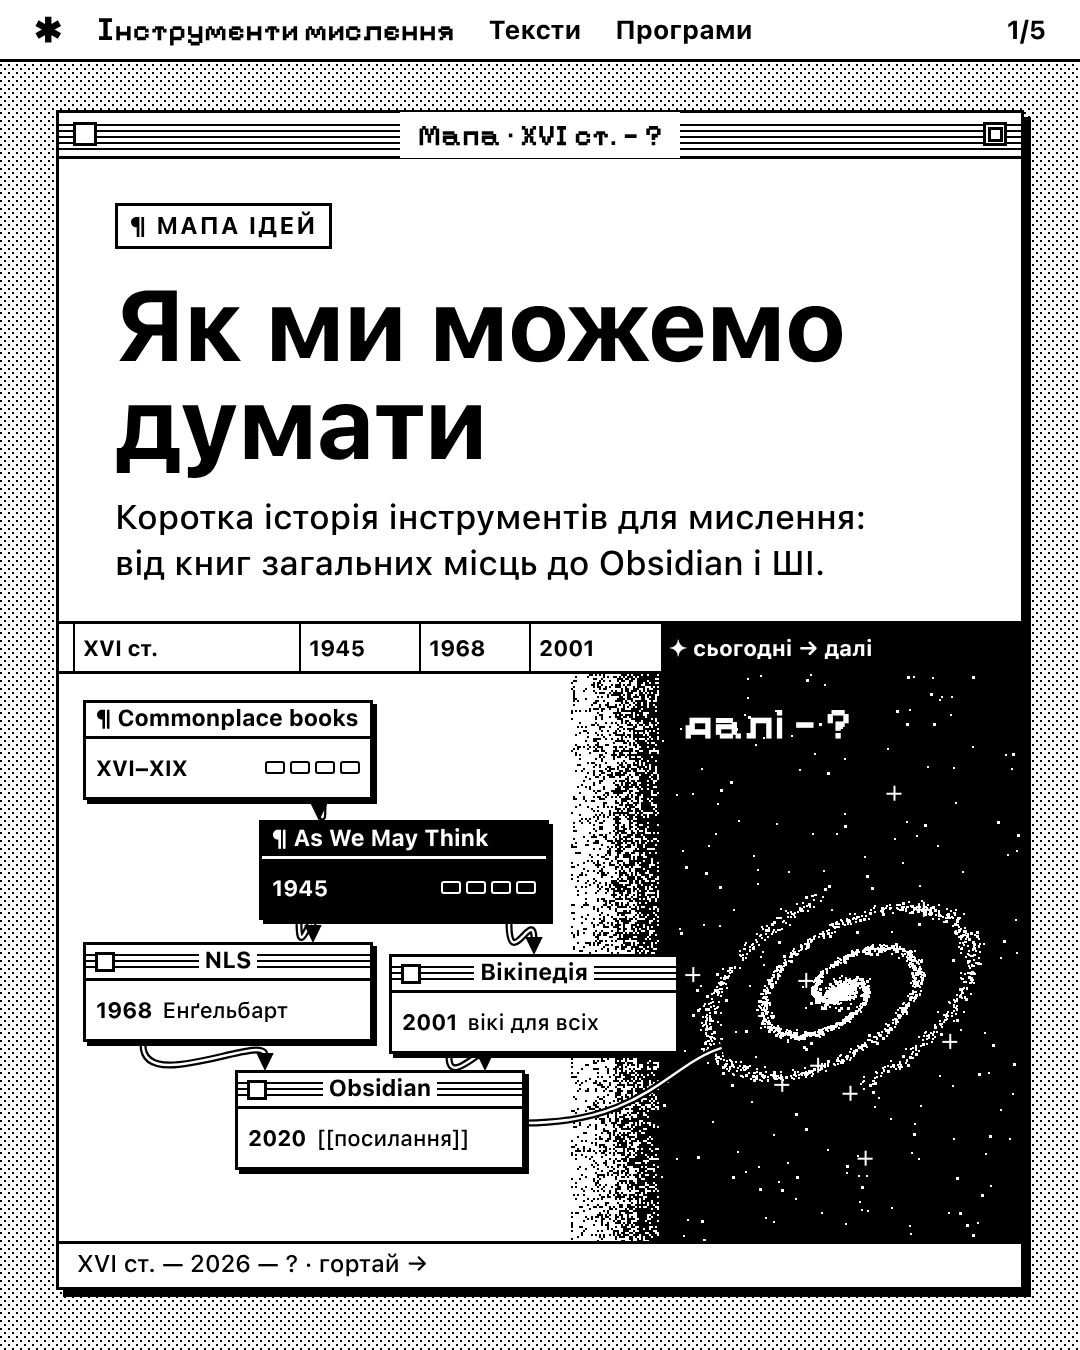 ✱ Інструменти мислення Тексти Програми 1/5
Мапа · XVI ст. – ?
¶ МАПА ІДЕЙ
Як ми можемо
думати
Коротка історія інструментів для мислення:
від книг загальних місць до Obsidian і ШІ.
XVI ст. 1945 1968 2001 ✦ сьогодні → далі
далі – ?
¶ Commonplace books
XVI–XIX
¶ As We May Think
1945
NLS
1968 Енґельбарт
Вікіпедія
2001 вікі для всіх
Obsidian
2020 [[посилання]]
XVI ст. — 2026 — ? · гортай →